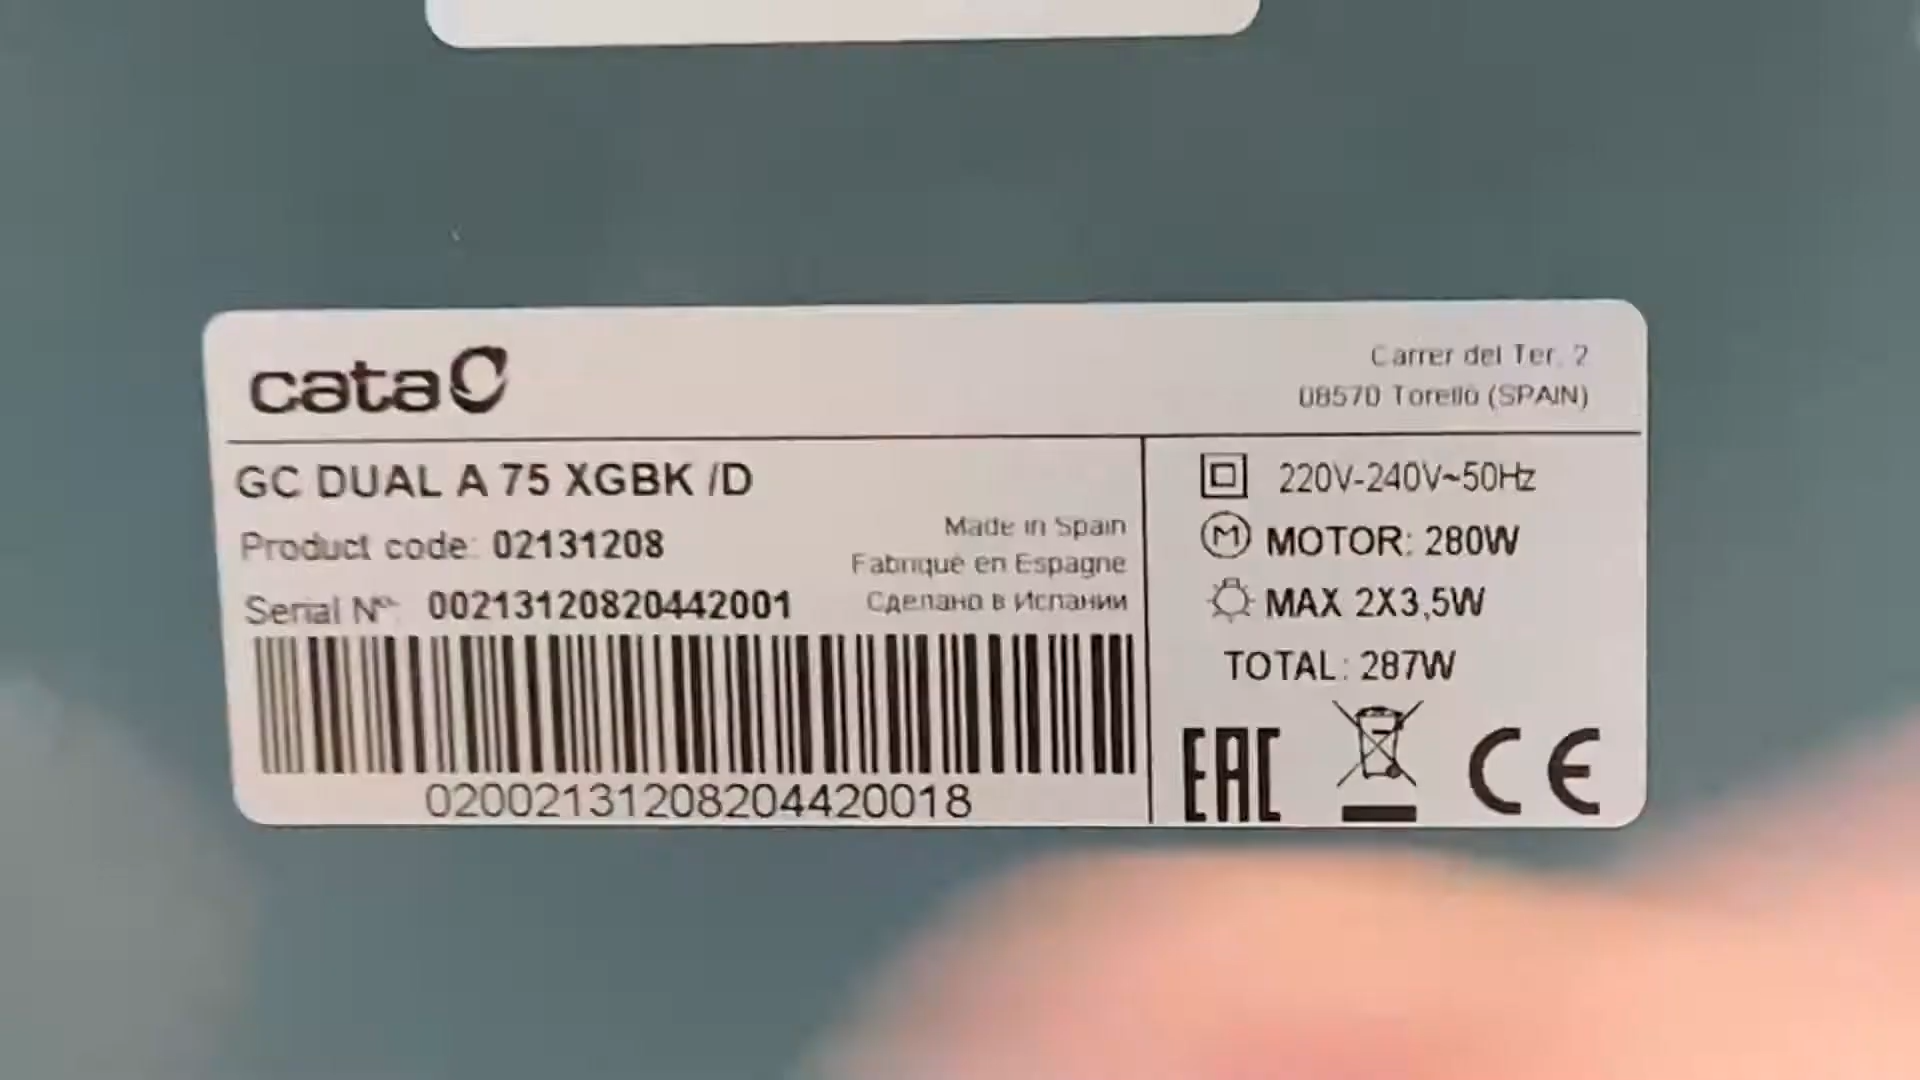 cata
Carrer del Ter, 2
08570 Torelló (SPAIN)
GC DUAL A 75 XGBK /D
Product code: 02131208
Serial Nº: 00213120820442001
Made in Spain
Fabriqué en Espagne
Сделано в Испании
02002131208204420018
220V-240V~50Hz
M MOTOR: 280W
MAX 2X3,5W
TOTAL: 287W
EAC CE